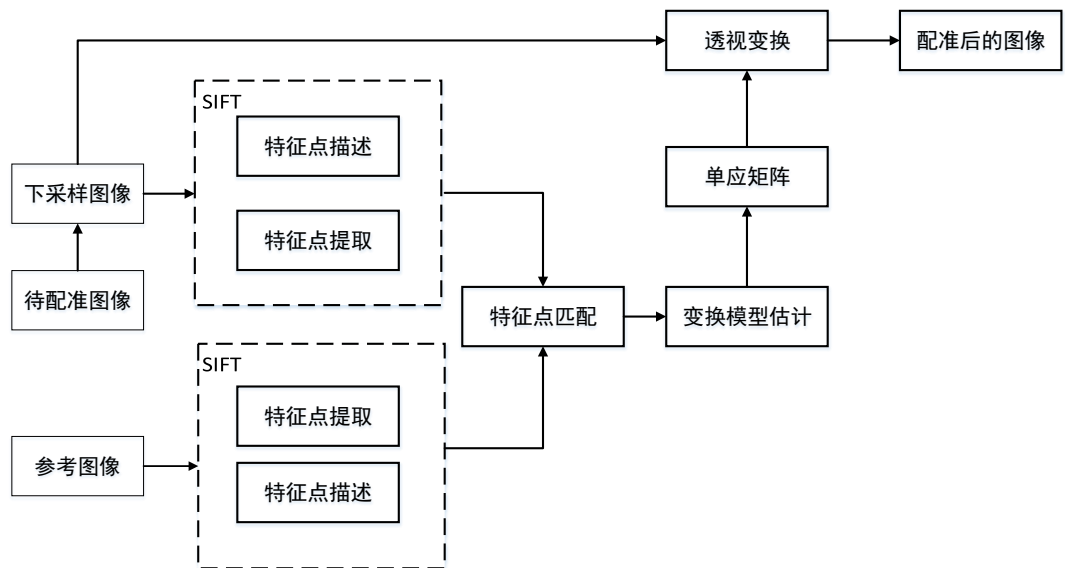 透视变换
配准后的图像
SIFT
特征点描述
单应矩阵
下采样图像
特征点提取
待配准图像
特征点匹配
变换模型估计
SIFT
特征点提取
参考图像
特征点描述